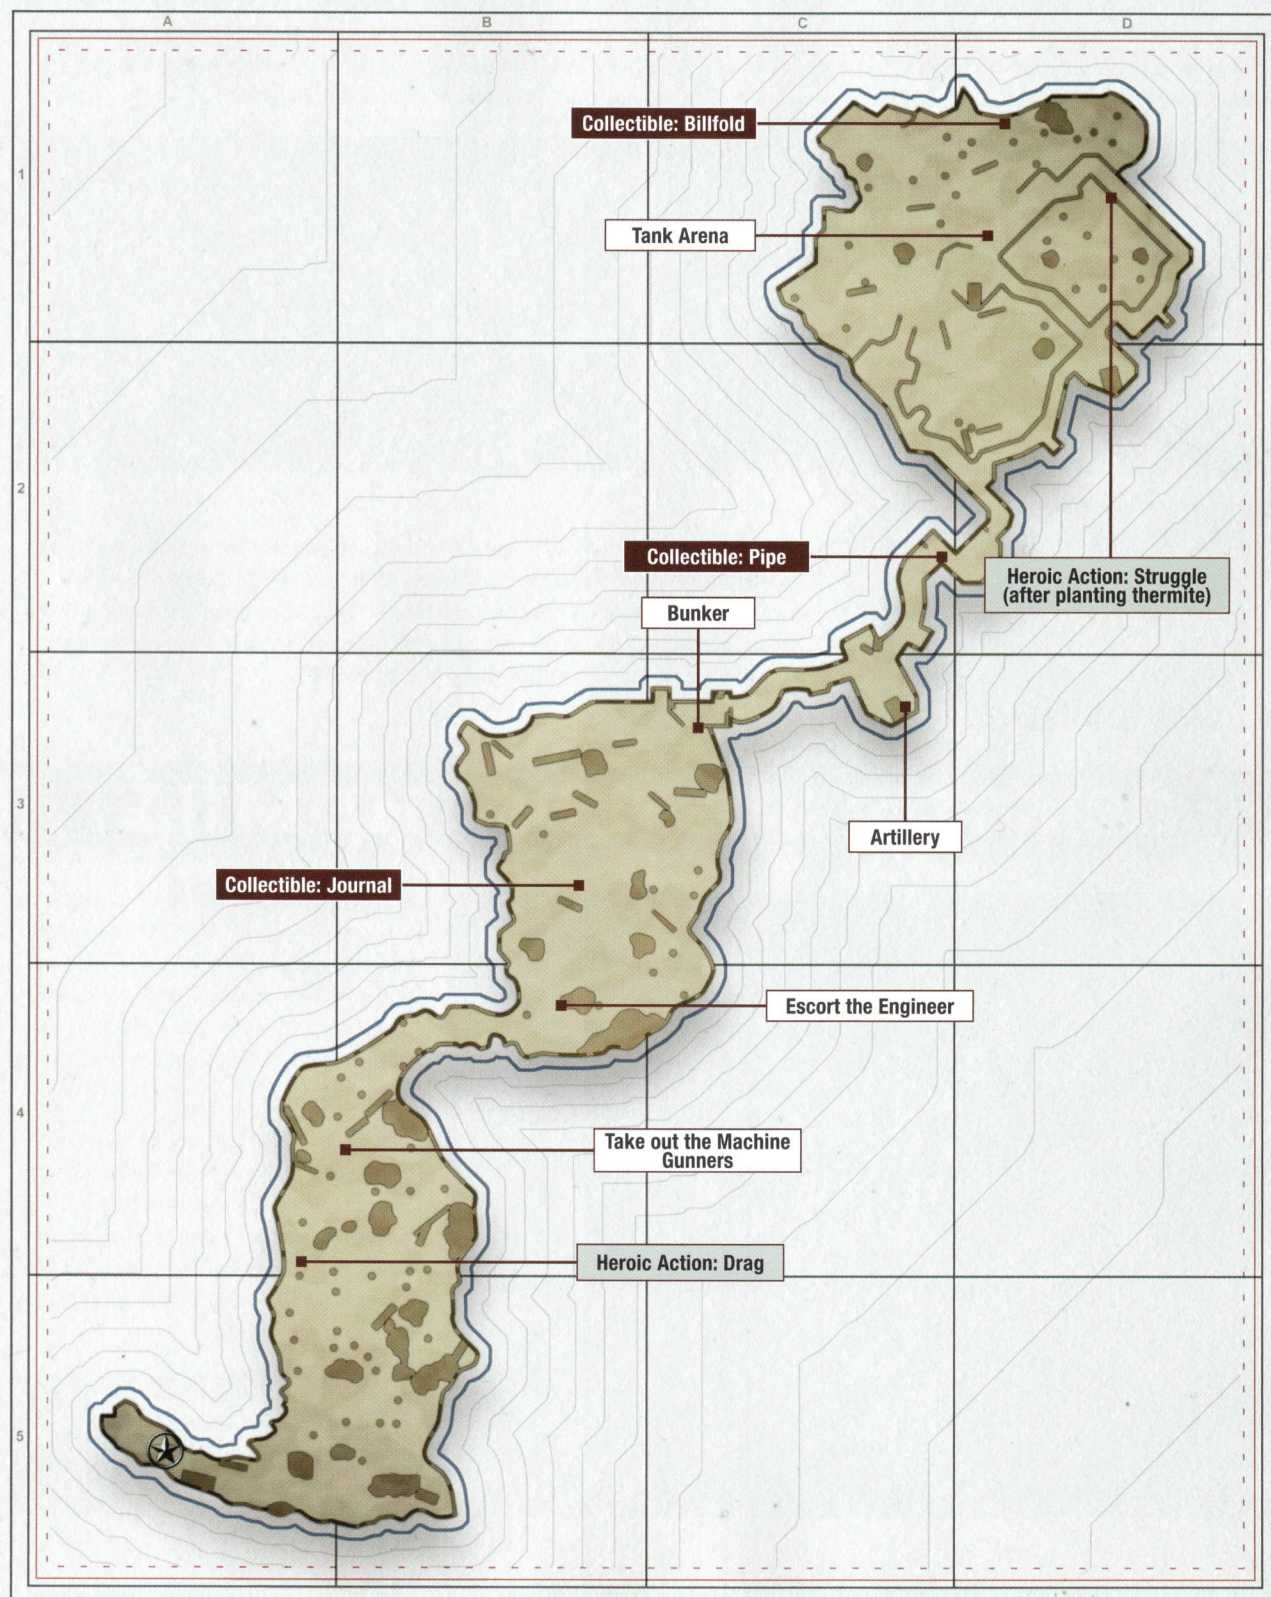 A B C D
1
Collectible: Billfold
Tank Arena
2
Collectible: Pipe
Heroic Action: Struggle
(after planting thermite)
Bunker
3
Artillery
Collectible: Journal
Escort the Engineer
4
Take out the Machine
Gunners
Heroic Action: Drag
5